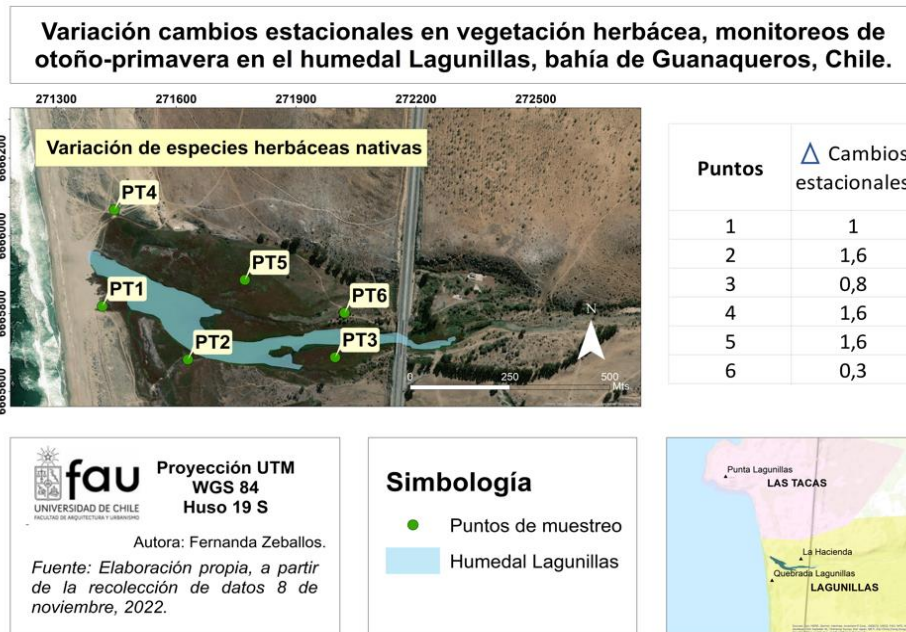 Variación cambios estacionales en vegetación herbácea, monitoreos de
otoño-primavera en el humedal Lagunillas, bahía de Guanaqueros, Chile.
271300 271600 271900 272200 272500
6666200
6666000
6665800
6665600
Variación de especies herbáceas nativas
PT4
PT5
PT1
PT6
PT2
PT3
N
0 250 500
Mts
Puntos
△ Cambios
estacionales
1 1
2 1,6
3 0,8
4 1,6
5 1,6
6 0,3
fau
UNIVERSIDAD DE CHILE
FACULTAD DE ARQUITECTURA Y URBANISMO
Proyección UTM
WGS 84
Huso 19 S
Autora: Fernanda Zeballos.
Fuente: Elaboración propia, a partir
de la recolección de datos 8 de
noviembre, 2022.
Simbología
Puntos de muestreo
Humedal Lagunillas
Punta Lagunillas
LAS TACAS
La Hacienda
Quebrada Lagunillas
LAGUNILLAS